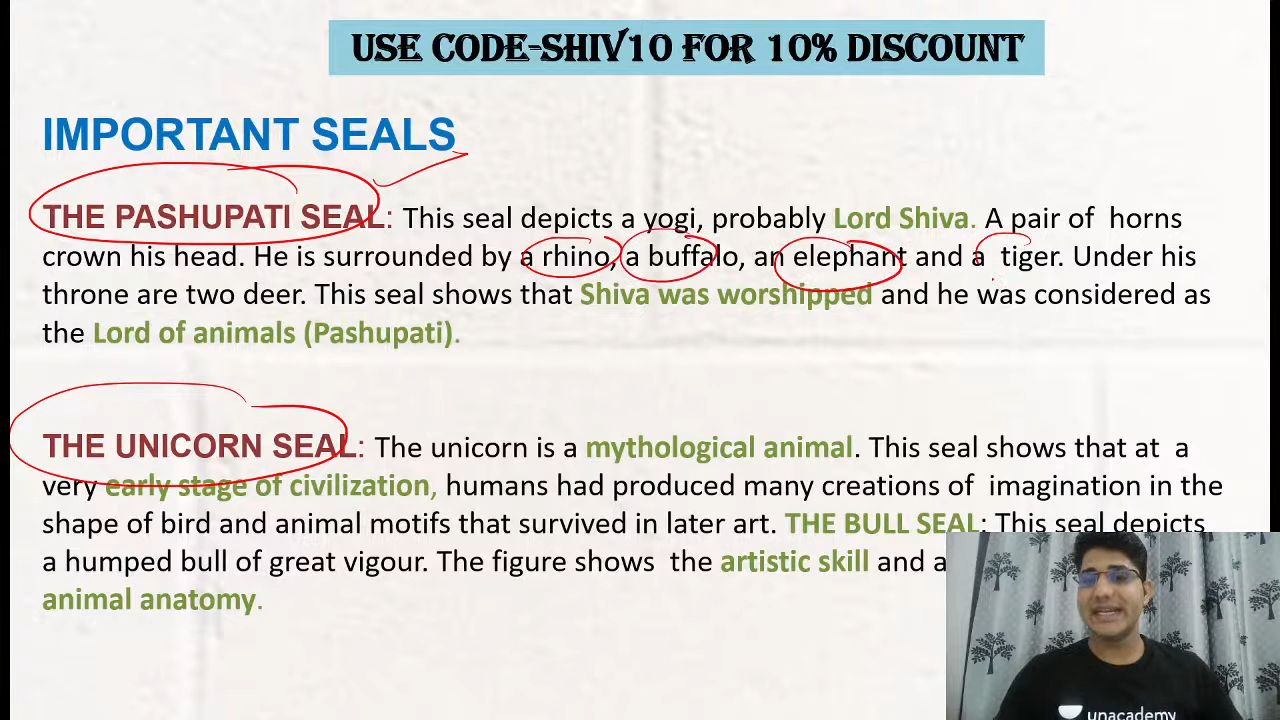 USE CODE-SHIV10 FOR 10% DISCOUNT
IMPORTANT SEALS
THE PASHUPATI SEAL: This seal depicts a yogi, probably Lord Shiva. A pair of horns
crown his head. He is surrounded by a rhino, a buffalo, an elephant and a tiger. Under his
throne are two deer. This seal shows that Shiva was worshipped and he was considered as
the Lord of animals (Pashupati).
THE UNICORN SEAL: The unicorn is a mythological animal. This seal shows that at a
very early stage of civilization, humans had produced many creations of imagination in the
shape of bird and animal motifs that survived in later art. THE BULL SEAL: This seal depicts
a humped bull of great vigour. The figure shows the artistic skill and a
animal anatomy.
unacademy